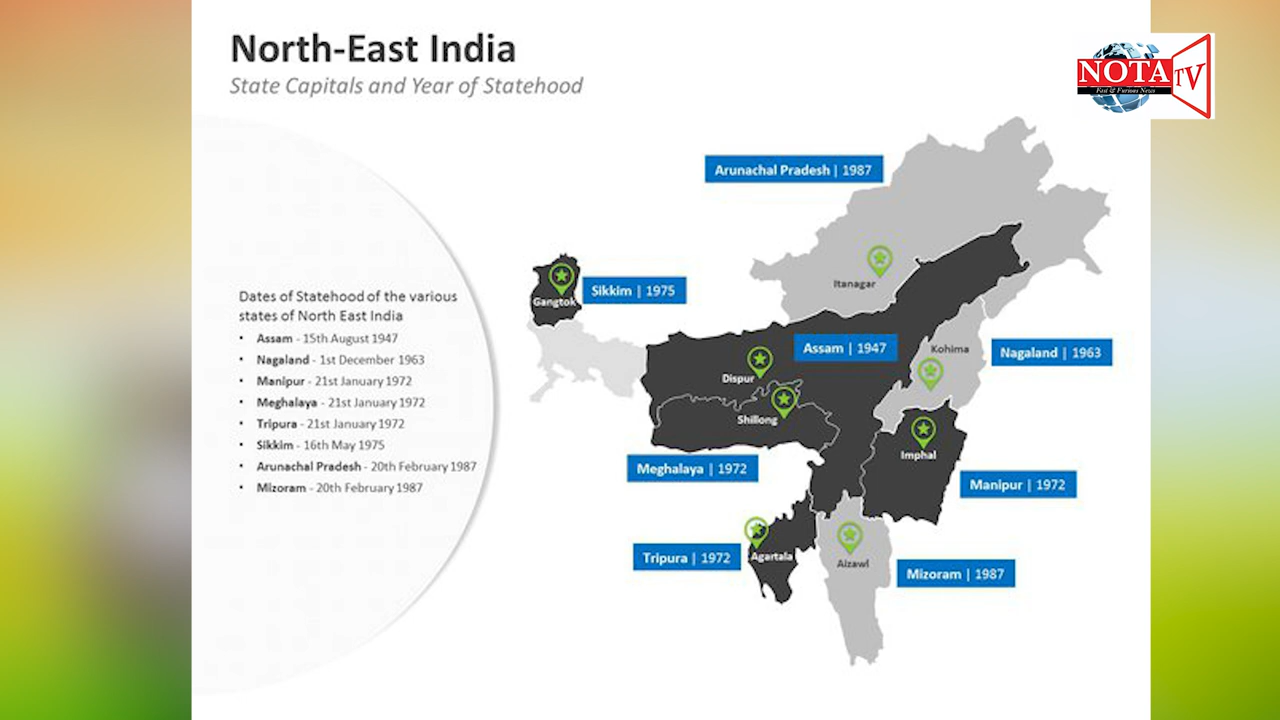 North-East India
State Capitals and Year of Statehood
NOTA TV
Fast & Furious News
Arunachal Pradesh | 1987
Itanagar
Gangtok
Sikkim | 1975
Dates of Statehood of the various
states of North East India
• Assam - 15th August 1947
• Nagaland - 1st December 1963
• Manipur - 21st January 1972
• Meghalaya - 21st January 1972
• Tripura - 21st January 1972
• Sikkim - 16th May 1975
• Arunachal Pradesh - 20th February 1987
• Mizoram - 20th February 1987
Assam | 1947
Kohima
Nagaland | 1963
Dispur
Shillong
Imphal
Meghalaya | 1972
Manipur | 1972
Tripura | 1972
Agartala
Aizawl
Mizoram | 1987